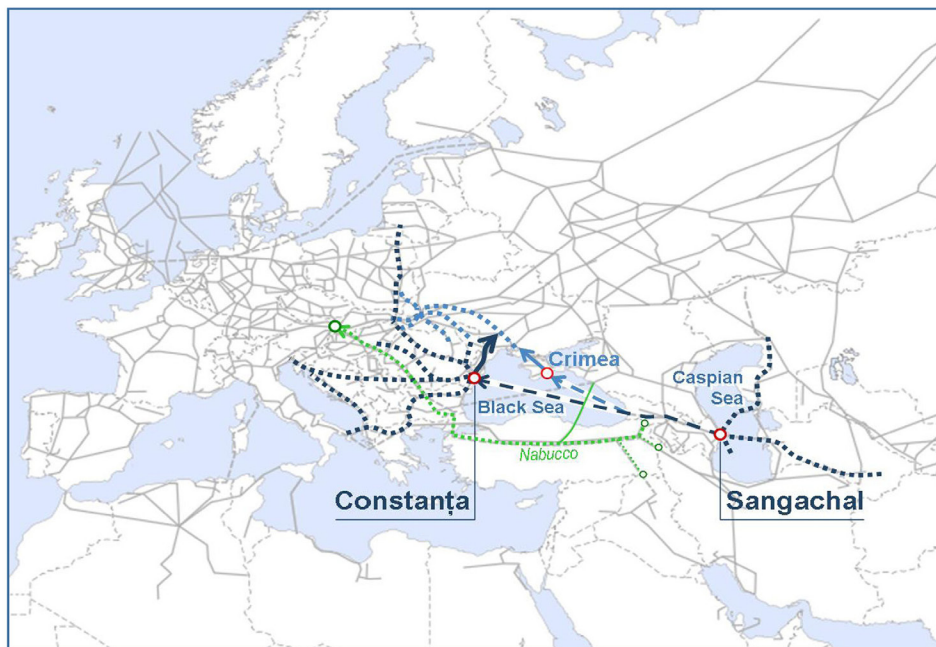 Crimea
Caspian
Sea
Black Sea
Nabucco
Constanța
Sangachal